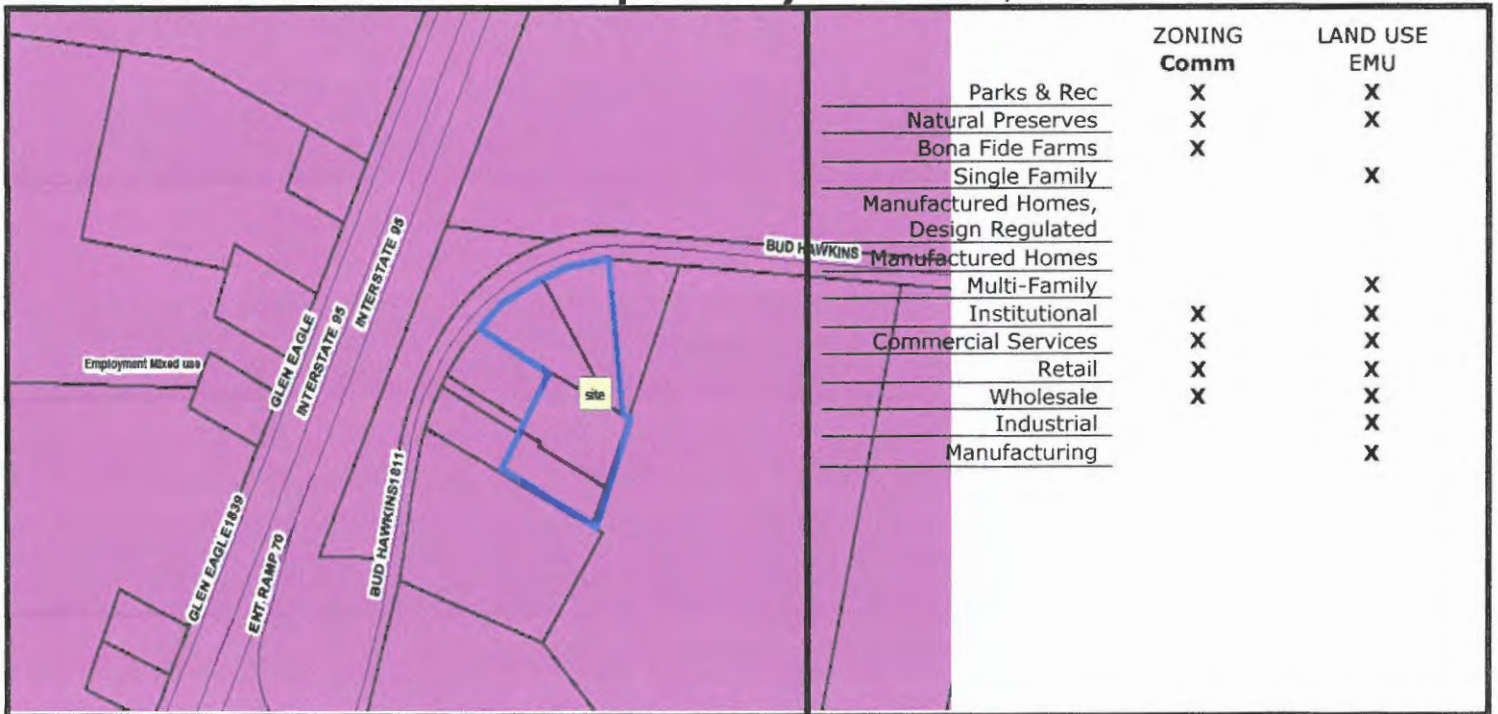 ZONING LAND USE
Comm EMU
Parks & Rec X X
Natural Preserves X X
Bona Fide Farms X
Single Family X
Manufactured Homes,
Design Regulated
Manufactured Homes
Multi-Family X
Institutional X X
Commercial Services X X
Retail X X
Wholesale X X
Industrial X
Manufacturing X
INTERSTATE 95
BUD HAWKINS
GLEN EAGLE
INTERSTATE 95
Employment Mixed use
site
BUD HAWKINS1811
GLEN EAGLE1839
ENT. RAMP 70